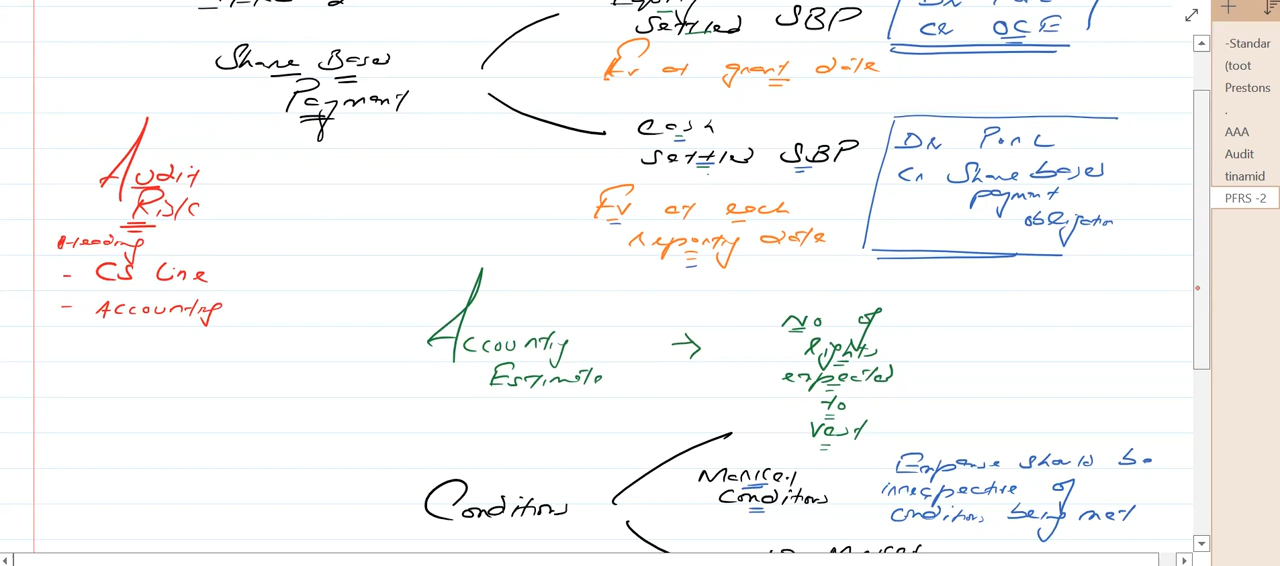 Settled SBP
CR OCE
Share Based
Payment
FV at grant date
Cash
Settled SBP
DR PorL
Cr Share based
payment
obligation
FV at each
reporty date
Audit
Risk
Heading
- CS Line
- Accounting
Accounting
Estimate
→ No of
rights
expected
to
Vest
Conditions
Market
Conditions
Expense should be
irrespective of
conditions being met
-Standar
(toot
Prestons
.
AAA
Audit
tinamid
PFRS -2